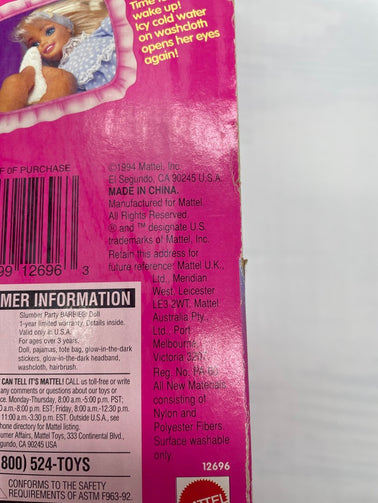 wake up!
Icy cold water
on washcloth
opens her eyes
again!
F OF PURCHASE
©1994 Mattel, Inc.
El Segundo, CA 90245 U.S.A.
MADE IN CHINA.
Manufactured for Mattel.
All Rights Reserved.
® and ™ designate U.S.
trademarks of Mattel, Inc.
Retain this address for
future reference: Mattel U.K.,
Ltd., Meridian
West, Leicester
LE3 2WT. Mattel
Australia Pty.,
Ltd., Port
Melbourne,
Victoria 3207.
Reg. No. PA-60
All New Materials
consisting of
Nylon and
Polyester Fibers.
Surface washable
only.
12696
99 12696 3
MER INFORMATION
Slumber Party BARBIE® Doll
1-year limited warranty. Details inside.
Valid only in U.S.A.
For ages over 3 years.
Doll, pajamas, tote bag, glow-in-the-dark
stickers, glow-in-the-dark headband,
washcloth, hairbrush.
CAN TELL IT'S MATTEL! CALL us toll-free or write
any comments or questions about our toys or
ce. Monday-Thursday, 8:00 a.m.-5:00 p.m. PST;
0 a.m.-8:00 p.m. EST; Friday, 8:00 a.m.-12:30 p.m.
11:00 a.m.-3:30 p.m. EST. Outside U.S.A., see
hone directory for Mattel listing.
umer Affairs, Mattel Toys, 333 Continental Blvd.,
gundo, CA 90245 USA
800) 524-TOYS
CONFORMS TO THE SAFETY
REQUIREMENTS OF ASTM F963-92.
MATTEL